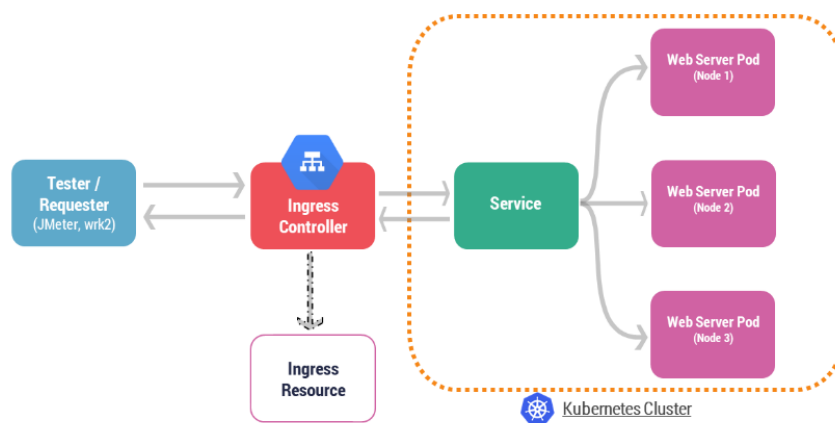 Tester /
Requester
(JMeter, wrk2)
Ingress
Controller
Ingress
Resource
Service
Web Server Pod
(Node 1)
Web Server Pod
(Node 2)
Web Server Pod
(Node 3)
Kubernetes Cluster